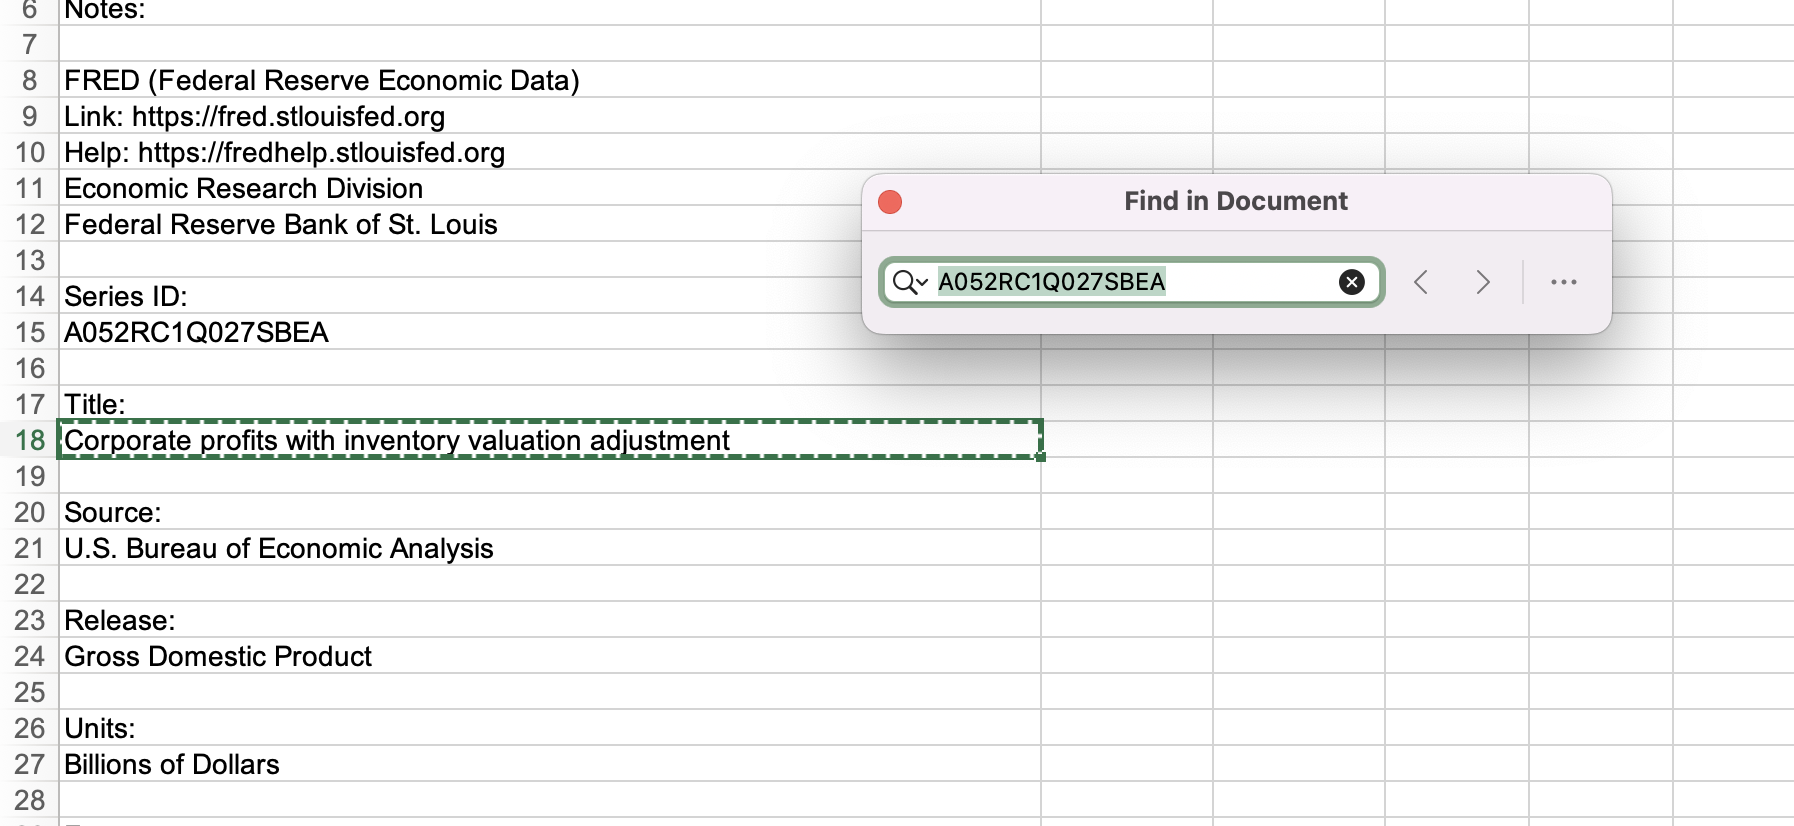 6 Notes:
7
8 FRED (Federal Reserve Economic Data)
9 Link: https://fred.stlouisfed.org
10 Help: https://fredhelp.stlouisfed.org
11 Economic Research Division
12 Federal Reserve Bank of St. Louis
13
14 Series ID:
15 A052RC1Q027SBEA
16
17 Title:
18 Corporate profits with inventory valuation adjustment
19
20 Source:
21 U.S. Bureau of Economic Analysis
22
23 Release:
24 Gross Domestic Product
25
26 Units:
27 Billions of Dollars
28
Find in Document
A052RC1Q027SBEA